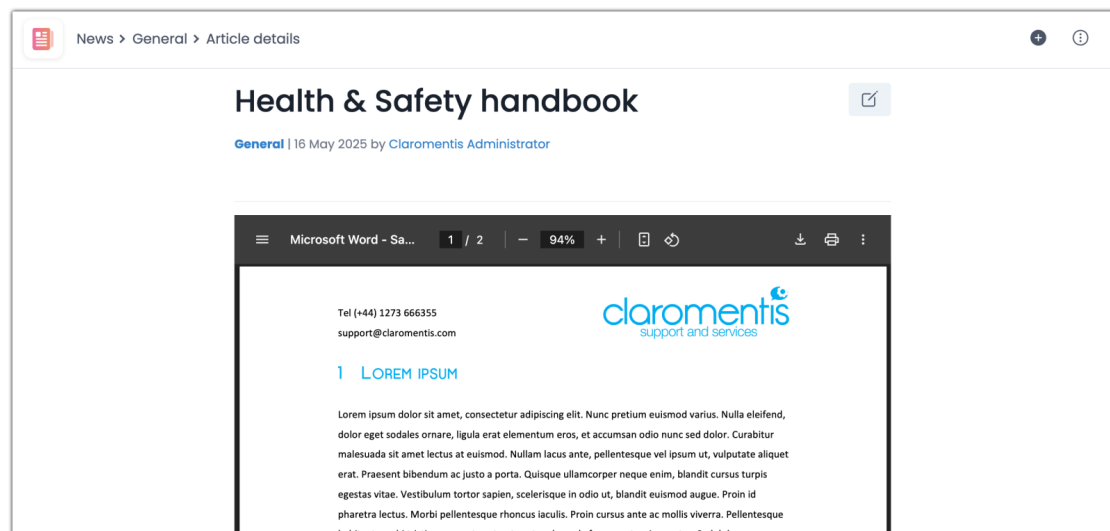 News > General > Article details
Health & Safety handbook
General | 16 May 2025 by Claromentis Administrator
Microsoft Word - Sa... 1 / 2 94%
claromentis
support and services
Tel (+44) 1273 666355
support@claromentis.com
1 LOREM IPSUM
Lorem ipsum dolor sit amet, consectetur adipiscing elit. Nunc pretium euismod varius. Nulla eleifend,
dolor eget sodales ornare, ligula erat elementum eros, et accumsan odio nunc sed dolor. Curabitur
malesuada sit amet lectus at euismod. Nullam lacus ante, pellentesque vel ipsum ut, vulputate aliquet
erat. Praesent bibendum ac justo a porta. Quisque ullamcorper neque enim, blandit cursus turpis
egestas vitae. Vestibulum tortor sapien, scelerisque in odio ut, blandit euismod augue. Proin id
pharetra lectus. Morbi pellentesque rhoncus iaculis. Proin cursus ante ac mollis viverra. Pellentesque